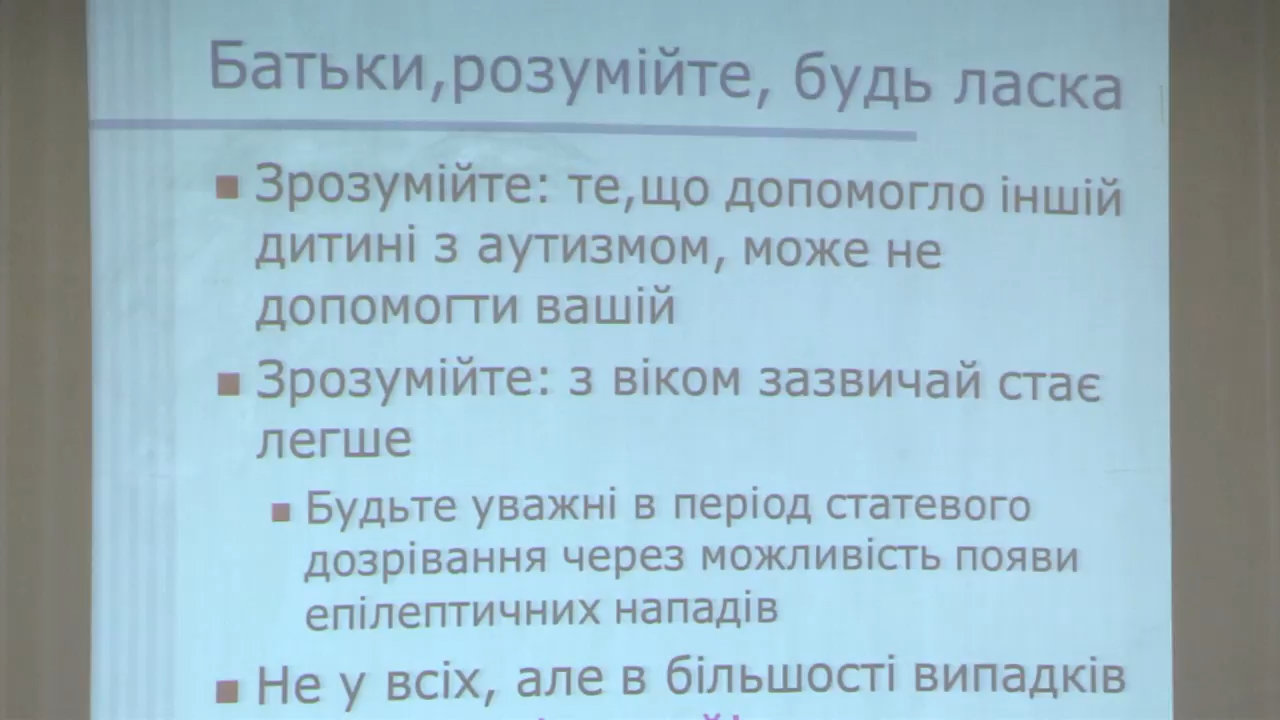 Батьки,розумійте, будь ласка
Зрозумійте: те,що допомогло іншій
дитині з аутизмом, може не
допомогти вашій
Зрозумійте: з віком зазвичай стає
легше
Будьте уважні в період статевого
дозрівання через можливість появи
епілептичних нападів
Не у всіх, але в більшості випадків